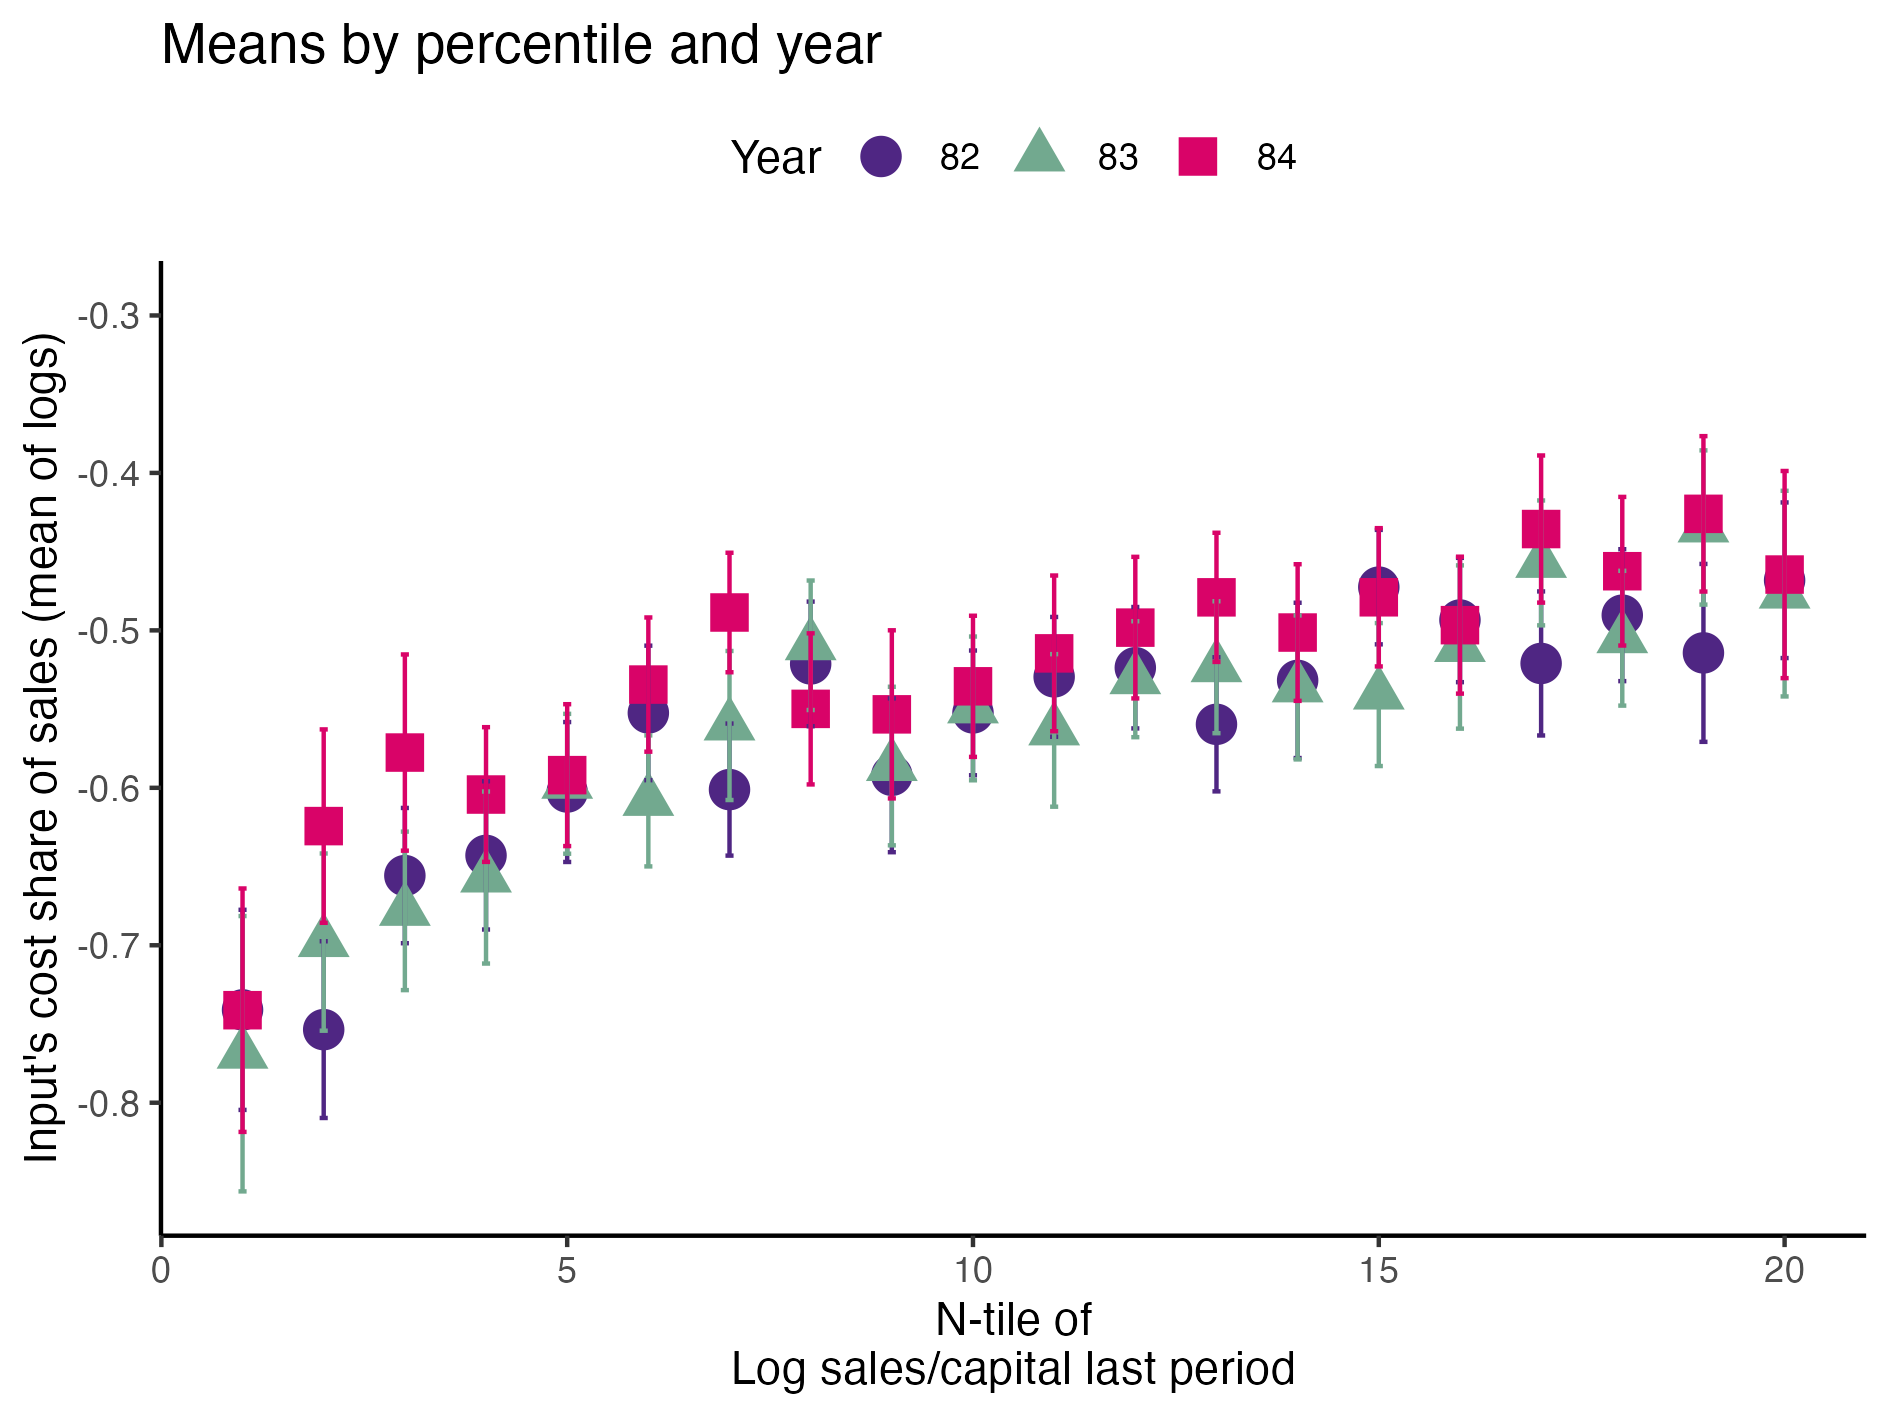 Means by percentile and year
Year 82 83 84
Input's cost share of sales (mean of logs)
-0.3
-0.4
-0.5
-0.6
-0.7
-0.8
0 5 10 15 20
N-tile of
Log sales/capital last period